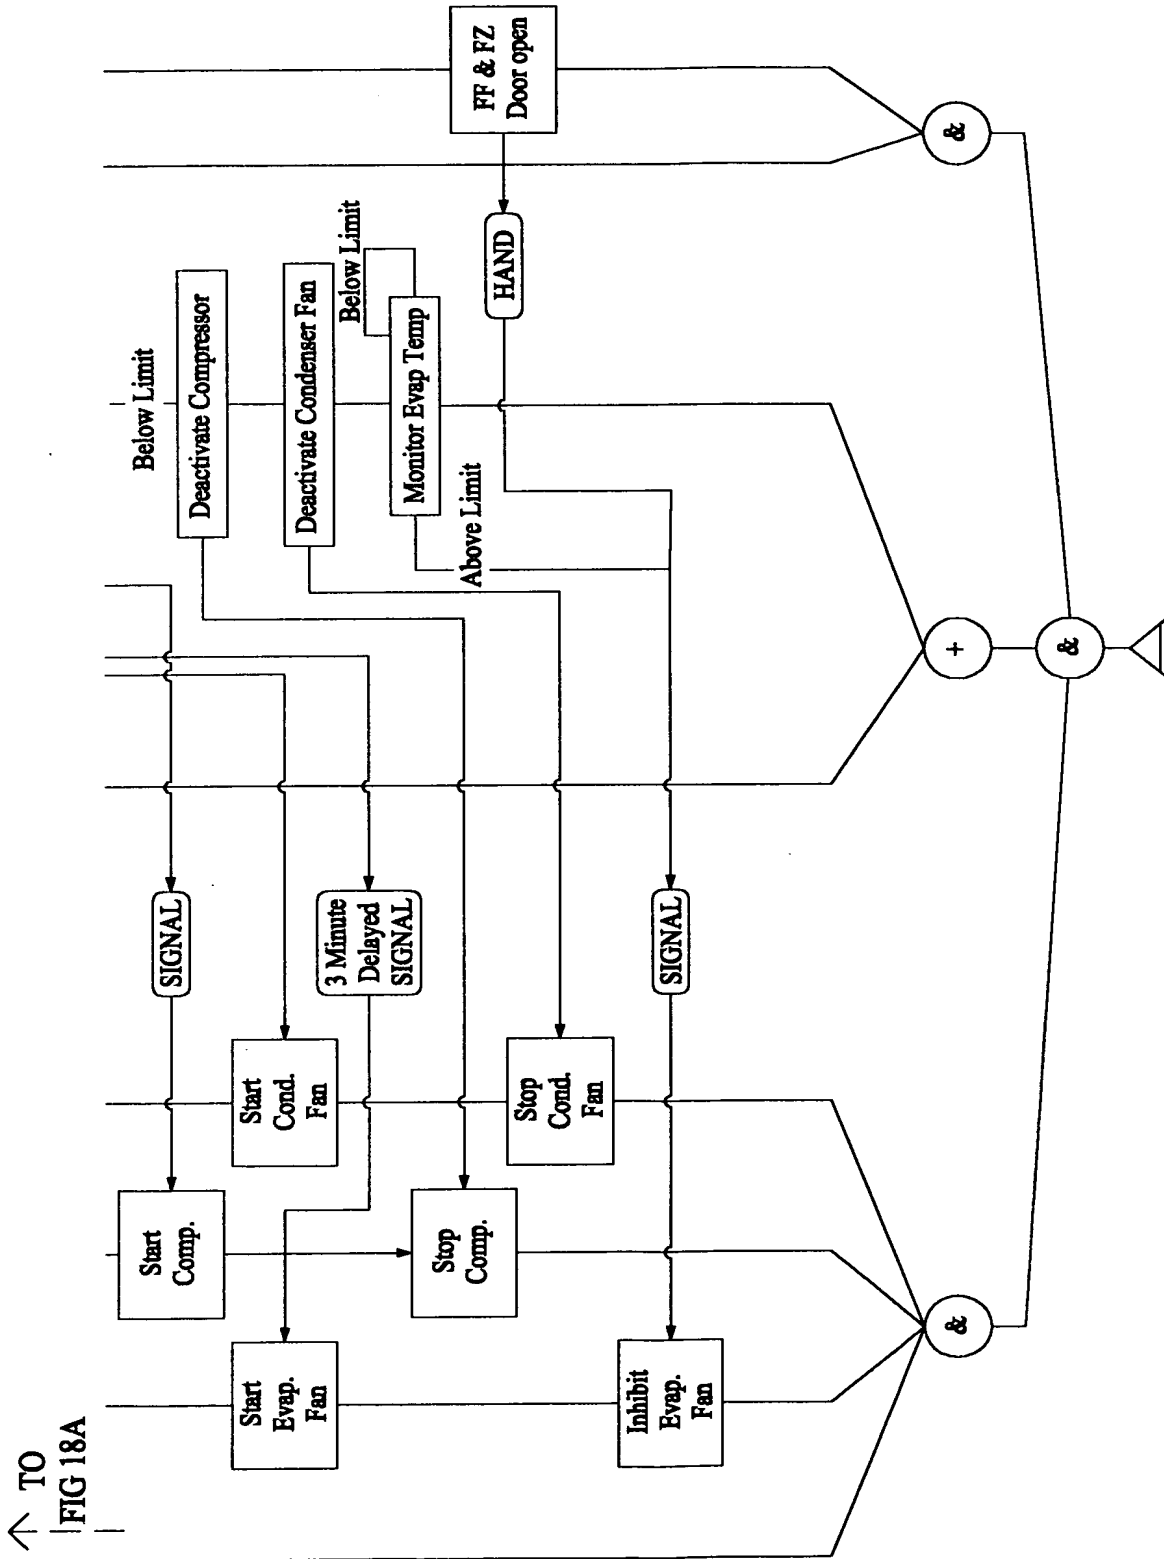 TO
FIG 18A
Start
Evap.
Fan
Inhibit
Evap.
Fan
Start
Comp.
Stop
Comp.
Start
Cond.
Fan
Stop
Cond.
Fan
SIGNAL
3 Minute
Delayed
SIGNAL
SIGNAL
Below Limit
Deactivate Compressor
Deactivate Condenser Fan
Monitor Evap Temp
Below Limit
Above Limit
HAND
FF & FZ
Door open
&
+
&
&